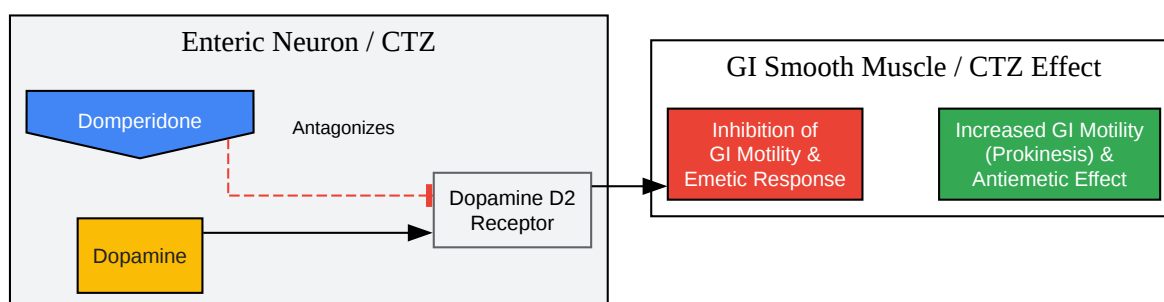 Enteric Neuron / CTZ
Domperidone
Antagonizes
Dopamine D2
Receptor
Dopamine
GI Smooth Muscle / CTZ Effect
Inhibition of
GI Motility &
Emetic Response
Increased GI Motility
(Prokinesis) &
Antiemetic Effect